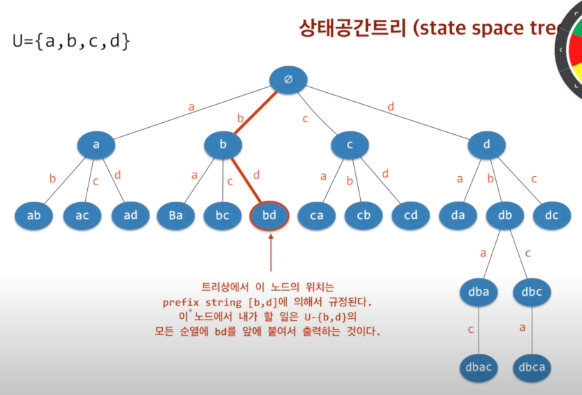 상태공간트리 (state space tree
U={a,b,c,d}
∅
a b c d
a b c d
b c d a c d a b d a b c
ab ac ad Ba bc bd ca cb cd da db dc
a c
dba dbc
c a
dbac dbca
트리상에서 이 노드의 위치는
prefix string [b,d]에 의해서 규정된다.
이 노드에서 내가 할 일은 U-{b,d}의
모든 순열에 bd를 앞에 붙여서 출력하는 것이다.